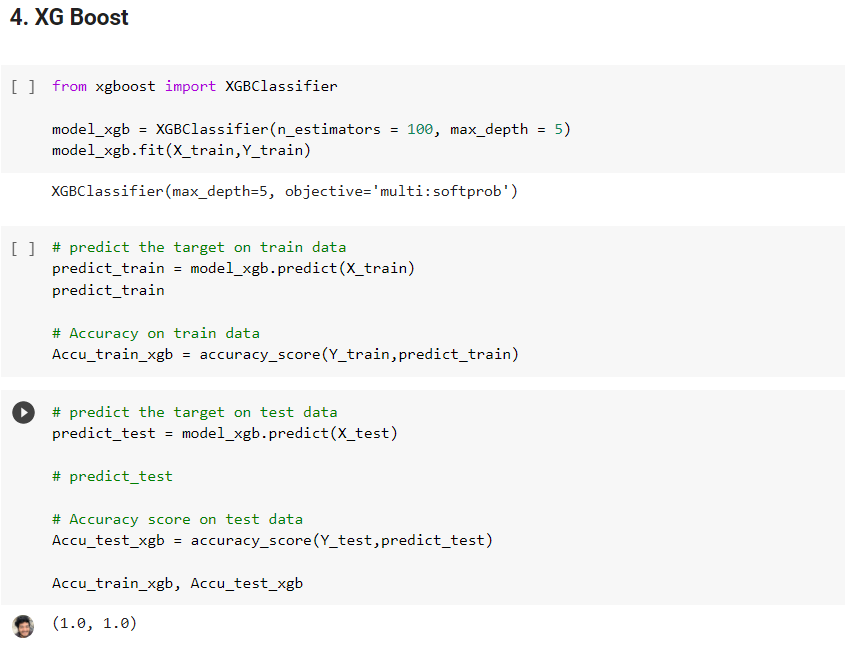 4. XG Boost
[ ] from xgboost import XGBClassifier
model_xgb = XGBClassifier(n_estimators = 100, max_depth = 5)
model_xgb.fit(X_train,Y_train)
XGBClassifier(max_depth=5, objective='multi:softprob')
[ ] # predict the target on train data
predict_train = model_xgb.predict(X_train)
predict_train
# Accuracy on train data
Accu_train_xgb = accuracy_score(Y_train,predict_train)
# predict the target on test data
predict_test = model_xgb.predict(X_test)
# predict_test
# Accuracy score on test data
Accu_test_xgb = accuracy_score(Y_test,predict_test)
Accu_train_xgb, Accu_test_xgb
(1.0, 1.0)